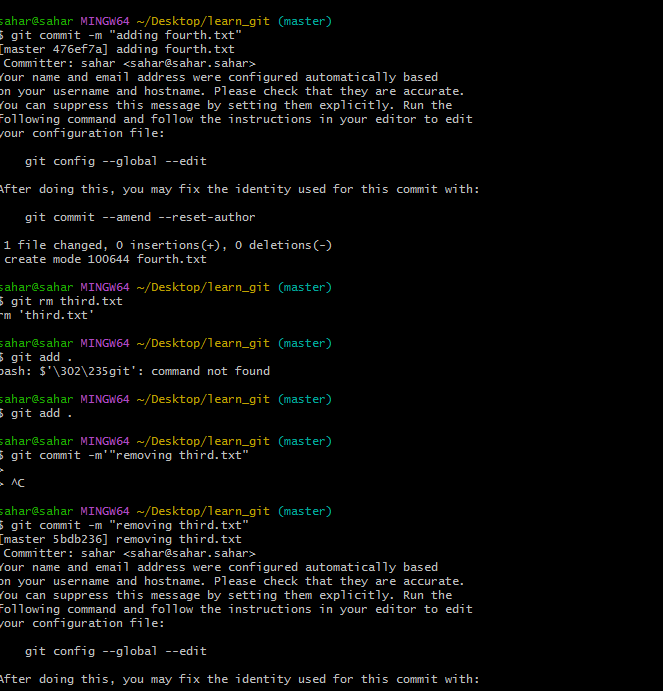 sahar@sahar MINGW64 ~/Desktop/learn_git (master)
$ git commit -m "adding fourth.txt"
[master 476ef7a] adding fourth.txt
Committer: sahar <sahar@sahar.sahar>
Your name and email address were configured automatically based
on your username and hostname. Please check that they are accurate.
You can suppress this message by setting them explicitly. Run the
following command and follow the instructions in your editor to edit
your configuration file:
git config --global --edit
After doing this, you may fix the identity used for this commit with:
git commit --amend --reset-author
1 file changed, 0 insertions(+), 0 deletions(-)
create mode 100644 fourth.txt
sahar@sahar MINGW64 ~/Desktop/learn_git (master)
$ git rm third.txt
rm 'third.txt'
sahar@sahar MINGW64 ~/Desktop/learn_git (master)
$ git add .
bash: $'\302\235git': command not found
sahar@sahar MINGW64 ~/Desktop/learn_git (master)
$ git add .
sahar@sahar MINGW64 ~/Desktop/learn_git (master)
$ git commit -m'"removing third.txt"
>
> ^C
sahar@sahar MINGW64 ~/Desktop/learn_git (master)
$ git commit -m "removing third.txt"
[master 5bdb236] removing third.txt
Committer: sahar <sahar@sahar.sahar>
Your name and email address were configured automatically based
on your username and hostname. Please check that they are accurate.
You can suppress this message by setting them explicitly. Run the
following command and follow the instructions in your editor to edit
your configuration file:
git config --global --edit
After doing this, you may fix the identity used for this commit with: